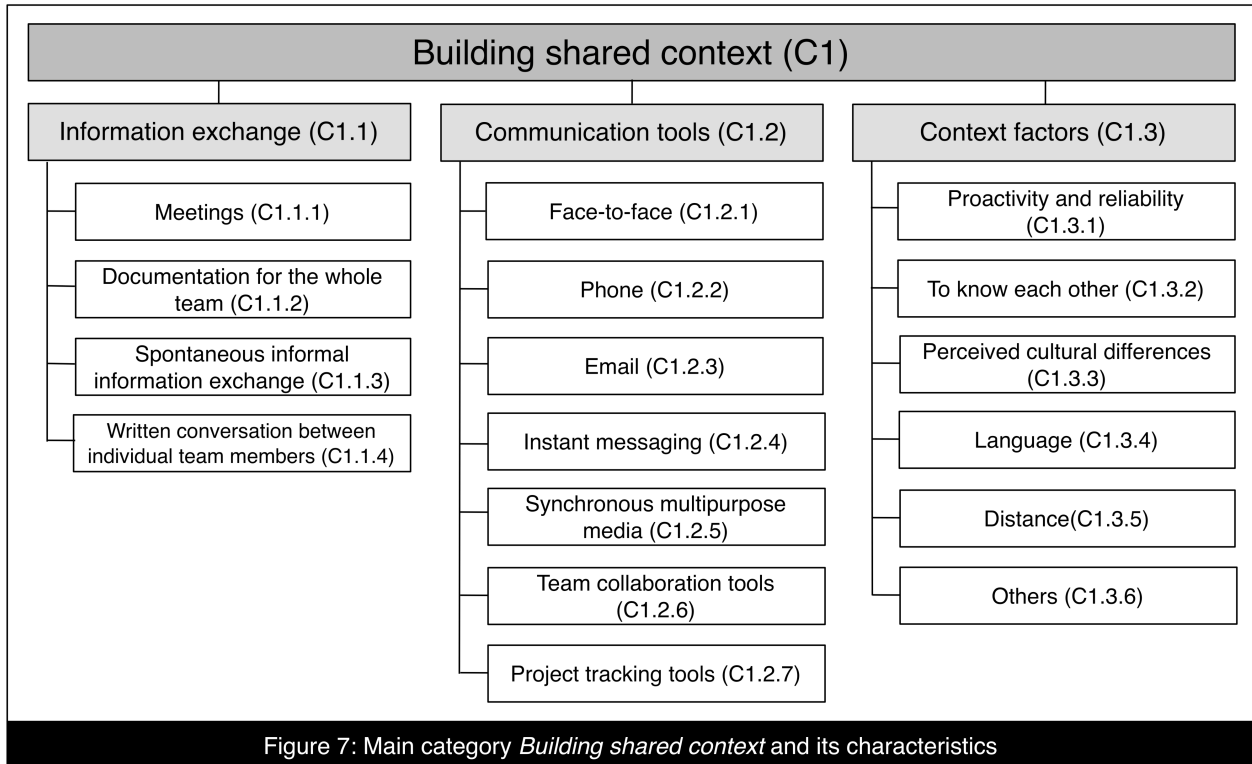 Building shared context (C1)
Information exchange (C1.1)
Meetings (C1.1.1)
Documentation for the whole
team (C1.1.2)
Spontaneous informal
information exchange (C1.1.3)
Written conversation between
individual team members (C1.1.4)
Communication tools (C1.2)
Face-to-face (C1.2.1)
Phone (C1.2.2)
Email (C1.2.3)
Instant messaging (C1.2.4)
Synchronous multipurpose
media (C1.2.5)
Team collaboration tools
(C1.2.6)
Project tracking tools (C1.2.7)
Context factors (C1.3)
Proactivity and reliability
(C1.3.1)
To know each other (C1.3.2)
Perceived cultural differences
(C1.3.3)
Language (C1.3.4)
Distance(C1.3.5)
Others (C1.3.6)
Figure 7: Main category Building shared context and its characteristics